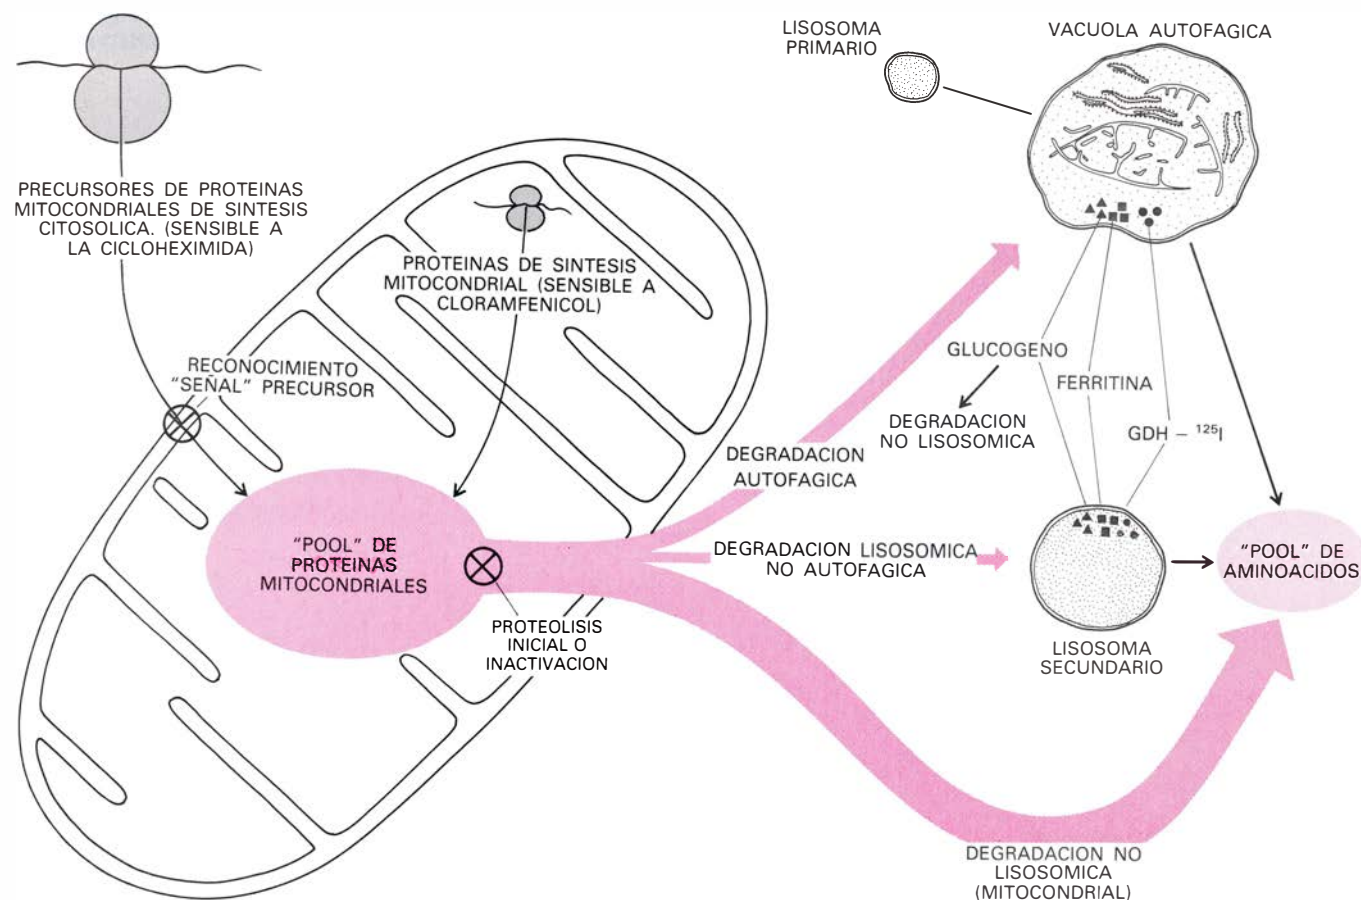 LISOSOMA
PRIMARIO
VACUOLA AUTOFAGICA
PRECURSORES DE PROTEINAS
MITOCONDRIALES DE SINTESIS
CITOSOLICA. (SENSIBLE A
LA CICLOHEXIMIDA)
PROTEINAS DE SINTESIS
MITOCONDRIAL (SENSIBLE A
CLORAMFENICOL)
RECONOCIMIENTO
"SEÑAL" PRECURSOR
GLUCOGENO
FERRITINA
DEGRADACION
NO LISOSOMICA
GDH – ¹²⁵I
DEGRADACION
AUTOFAGICA
"POOL" DE
PROTEINAS
MITOCONDRIALES
DEGRADACION LISOSOMICA
NO AUTOFAGICA
"POOL" DE
AMINOACIDOS
PROTEOLISIS
INICIAL O
INACTIVACION
LISOSOMA
SECUNDARIO
DEGRADACION NO
LISOSOMICA
(MITOCONDRIAL)